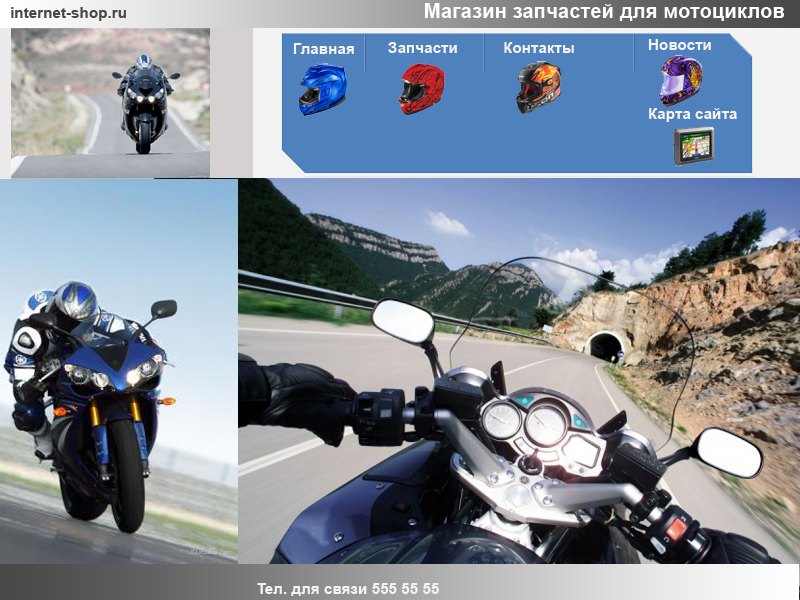 internet-shop.ru
Магазин запчастей для мотоциклов
Главная
Запчасти
Контакты
Новости
Карта сайта
Тел. для связи 555 55 55